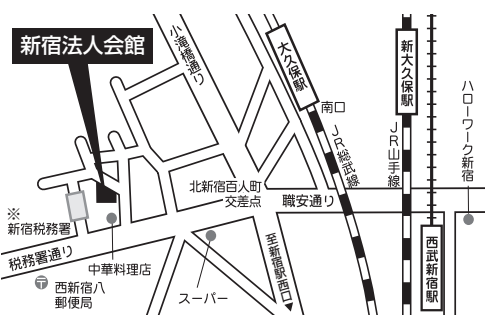 新宿法人会館
小滝橋通り
大久保駅
新大久保駅
南口
JR総武線
JR山手線
ハローワーク新宿
北新宿百人町
交差点
職安通り
※
新宿税務署
税務署通り
中華料理店
西新宿八
郵便局
スーパー
至新宿駅西口
西武新宿駅